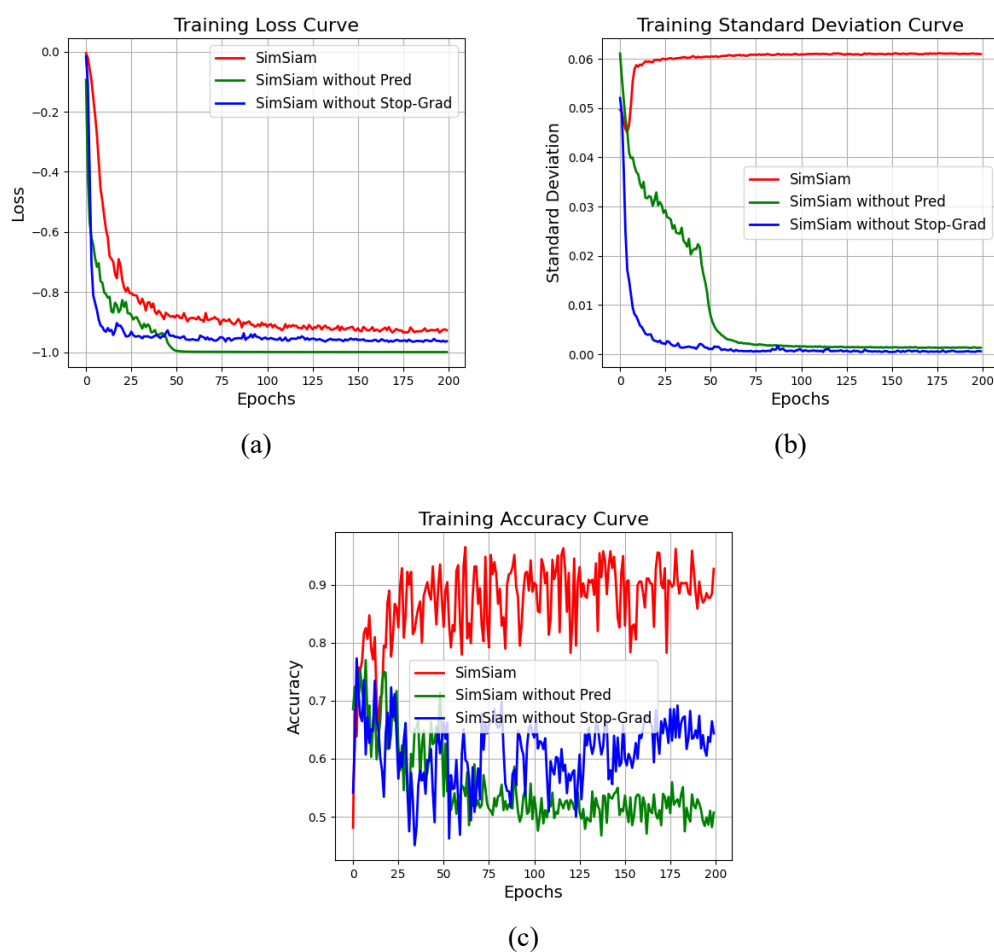 Training Loss Curve
0.0
−0.2
−0.4
−0.6
−0.8
−1.0
Loss
SimSiam
SimSiam without Pred
SimSiam without Stop-Grad
0 25 50 75 100 125 150 175 200
Epochs
(a)
Training Standard Deviation Curve
0.06
0.05
0.04
0.03
0.02
0.01
0.00
Standard Deviation
SimSiam
SimSiam without Pred
SimSiam without Stop-Grad
0 25 50 75 100 125 150 175 200
Epochs
(b)
Training Accuracy Curve
0.9
0.8
0.7
0.6
0.5
Accuracy
SimSiam
SimSiam without Pred
SimSiam without Stop-Grad
0 25 50 75 100 125 150 175 200
Epochs
(c)